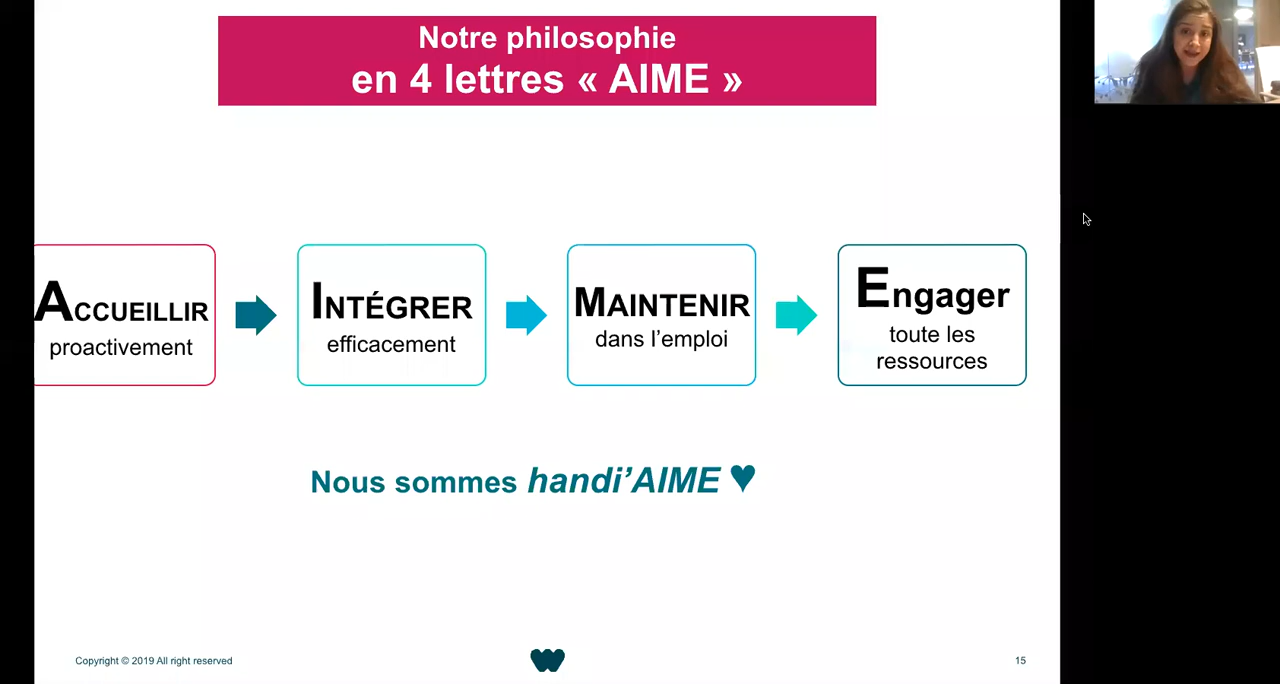 Notre philosophie
en 4 lettres « AIME »
ACCUEILLIR
proactivement
INTÉGRER
efficacement
MAINTENIR
dans l’emploi
Engager
toute les
ressources
Nous sommes handi’AIME ♥
Copyright © 2019 All right reserved
15